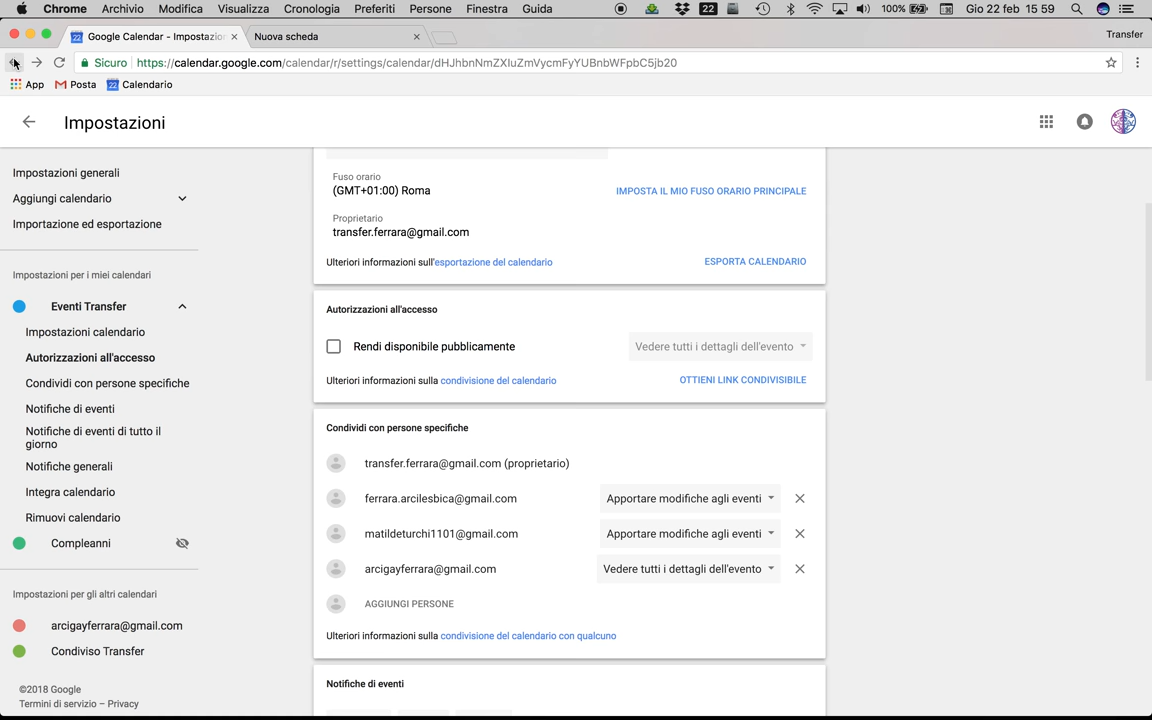 Chrome Archivio Modifica Visualizza Cronologia Preferiti Persone Finestra Guida 22 100% Gio 22 feb 15 59
22 Google Calendar - Impostazion Nuova scheda Transfer
Sicuro https://calendar.google.com/calendar/r/settings/calendar/dHJhbnNmZXIuZmVycmFyYUBnbWFpbC5jb20
App Posta 22 Calendario
Impostazioni
Impostazioni generali
Aggiungi calendario
Importazione ed esportazione
Impostazioni per i miei calendari
Eventi Transfer
Impostazioni calendario
Autorizzazioni all'accesso
Condividi con persone specifiche
Notifiche di eventi
Notifiche di eventi di tutto il
giorno
Notifiche generali
Integra calendario
Rimuovi calendario
Compleanni
Impostazioni per gli altri calendari
arcigayferrara@gmail.com
Condiviso Transfer
©2018 Google
Termini di servizio – Privacy
Fuso orario
(GMT+01:00) Roma IMPOSTA IL MIO FUSO ORARIO PRINCIPALE
Proprietario
transfer.ferrara@gmail.com
Ulteriori informazioni sull'esportazione del calendario ESPORTA CALENDARIO
Autorizzazioni all'accesso
Rendi disponibile pubblicamente Vedere tutti i dettagli dell'evento
Ulteriori informazioni sulla condivisione del calendario OTTIENI LINK CONDIVISIBILE
Condividi con persone specifiche
transfer.ferrara@gmail.com (proprietario)
ferrara.arcilesbica@gmail.com Apportare modifiche agli eventi
matildeturchi1101@gmail.com Apportare modifiche agli eventi
arcigayferrara@gmail.com Vedere tutti i dettagli dell'evento
AGGIUNGI PERSONE
Ulteriori informazioni sulla condivisione del calendario con qualcuno
Notifiche di eventi